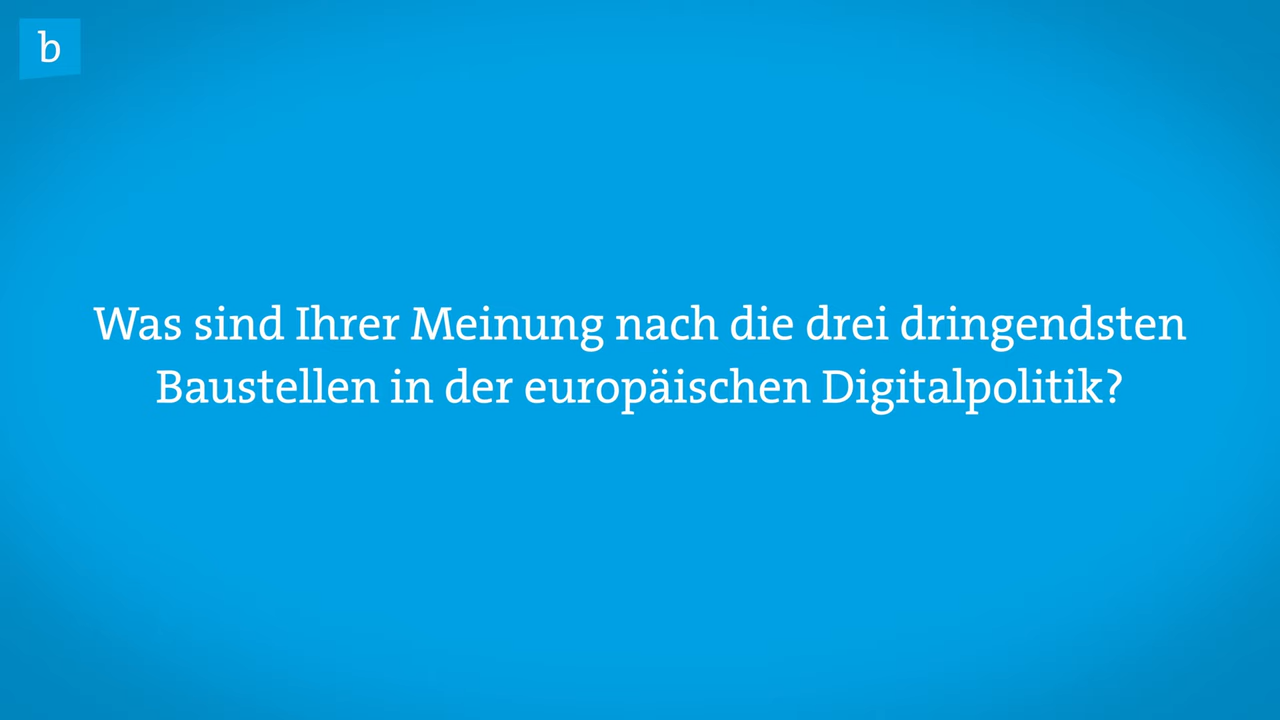 b
Was sind Ihrer Meinung nach die drei dringendsten
Baustellen in der europäischen Digitalpolitik?